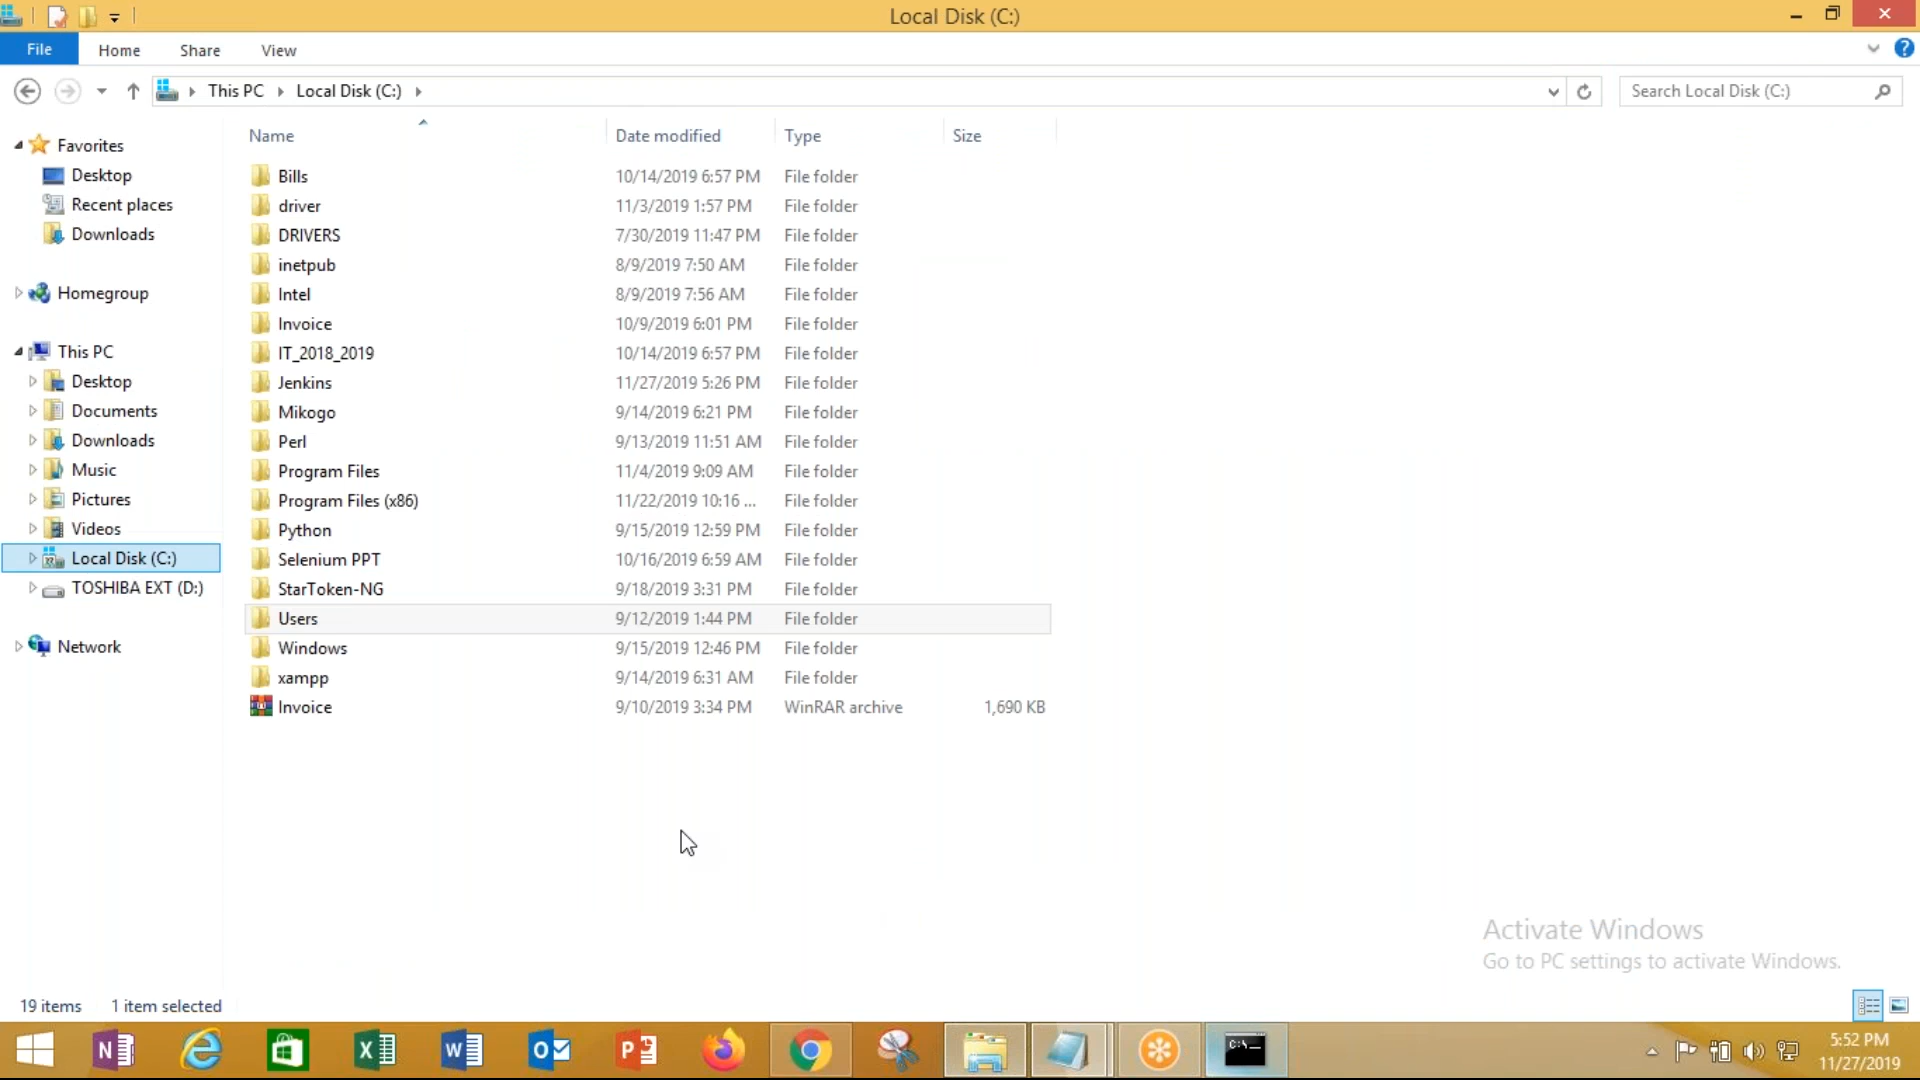 Local Disk (C:)
File Home Share View
This PC Local Disk (C:) Search Local Disk (C:)
Name Date modified Type Size
Favorites
Desktop
Recent places
Downloads
Homegroup
This PC
Desktop
Documents
Downloads
Music
Pictures
Videos
Local Disk (C:)
TOSHIBA EXT (D:)
Network
Bills 10/14/2019 6:57 PM File folder
driver 11/3/2019 1:57 PM File folder
DRIVERS 7/30/2019 11:47 PM File folder
inetpub 8/9/2019 7:50 AM File folder
Intel 8/9/2019 7:56 AM File folder
Invoice 10/9/2019 6:01 PM File folder
IT_2018_2019 10/14/2019 6:57 PM File folder
Jenkins 11/27/2019 5:26 PM File folder
Mikogo 9/14/2019 6:21 PM File folder
Perl 9/13/2019 11:51 AM File folder
Program Files 11/4/2019 9:09 AM File folder
Program Files (x86) 11/22/2019 10:16 ... File folder
Python 9/15/2019 12:59 PM File folder
Selenium PPT 10/16/2019 6:59 AM File folder
StarToken-NG 9/18/2019 3:31 PM File folder
Users 9/12/2019 1:44 PM File folder
Windows 9/15/2019 12:46 PM File folder
xampp 9/14/2019 6:31 AM File folder
Invoice 9/10/2019 3:34 PM WinRAR archive 1,690 KB
Activate Windows
Go to PC settings to activate Windows.
19 items 1 item selected
5:52 PM
11/27/2019